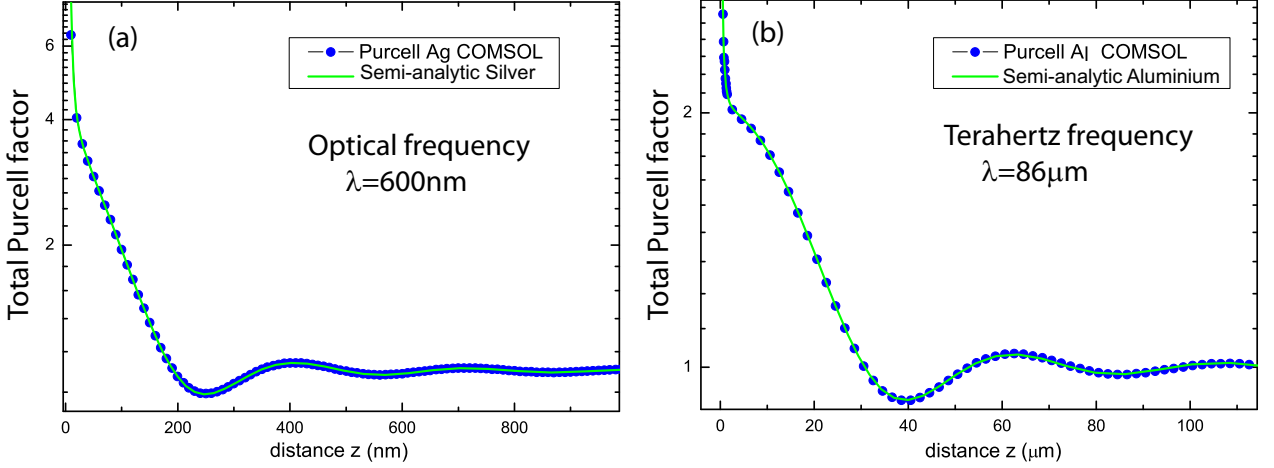 (a)
Purcell Ag COMSOL
Semi-analytic Silver
Optical frequency
λ=600nm
Total Purcell factor
6
4
2
0
200
400
600
800
distance z (nm)
(b)
Purcell Al COMSOL
Semi-analytic Aluminium
Terahertz frequency
λ=86μm
Total Purcell factor
2
1
0
20
40
60
80
100
distance z (μm)